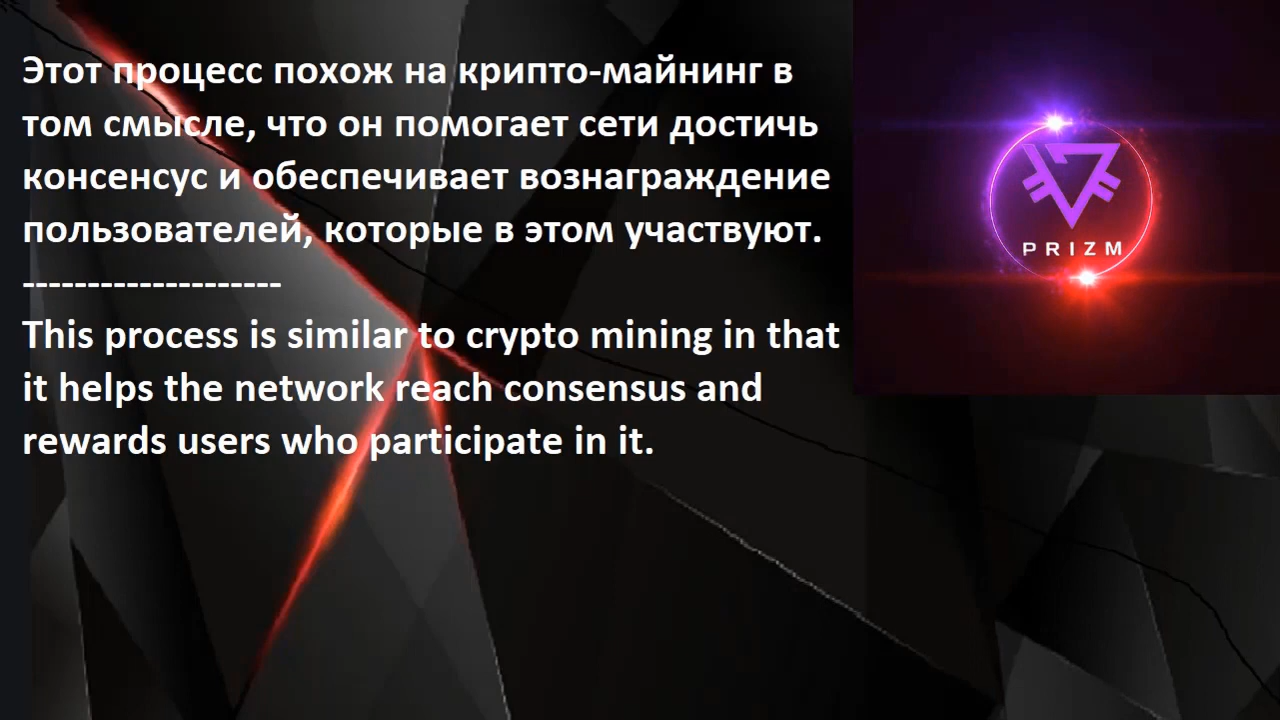 Этот процесс похож на крипто-майнинг в
том смысле, что он помогает сети достичь
консенсус и обеспечивает вознаграждение
пользователей, которые в этом участвуют.
--------------------
This process is similar to crypto mining in that
it helps the network reach consensus and
rewards users who participate in it.
PRIZM